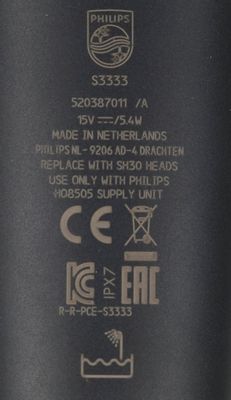 PHILIPS
S3333
520387011 /A
15V ⎓/5.4W
MADE IN NETHERLANDS
PHILIPS NL- 9206 AD-4 DRACHTEN
REPLACE WITH SH30 HEADS
USE ONLY WITH PHILIPS
HQ8505 SUPPLY UNIT
CE
IPX7
EAC
R-R-PCE-S3333